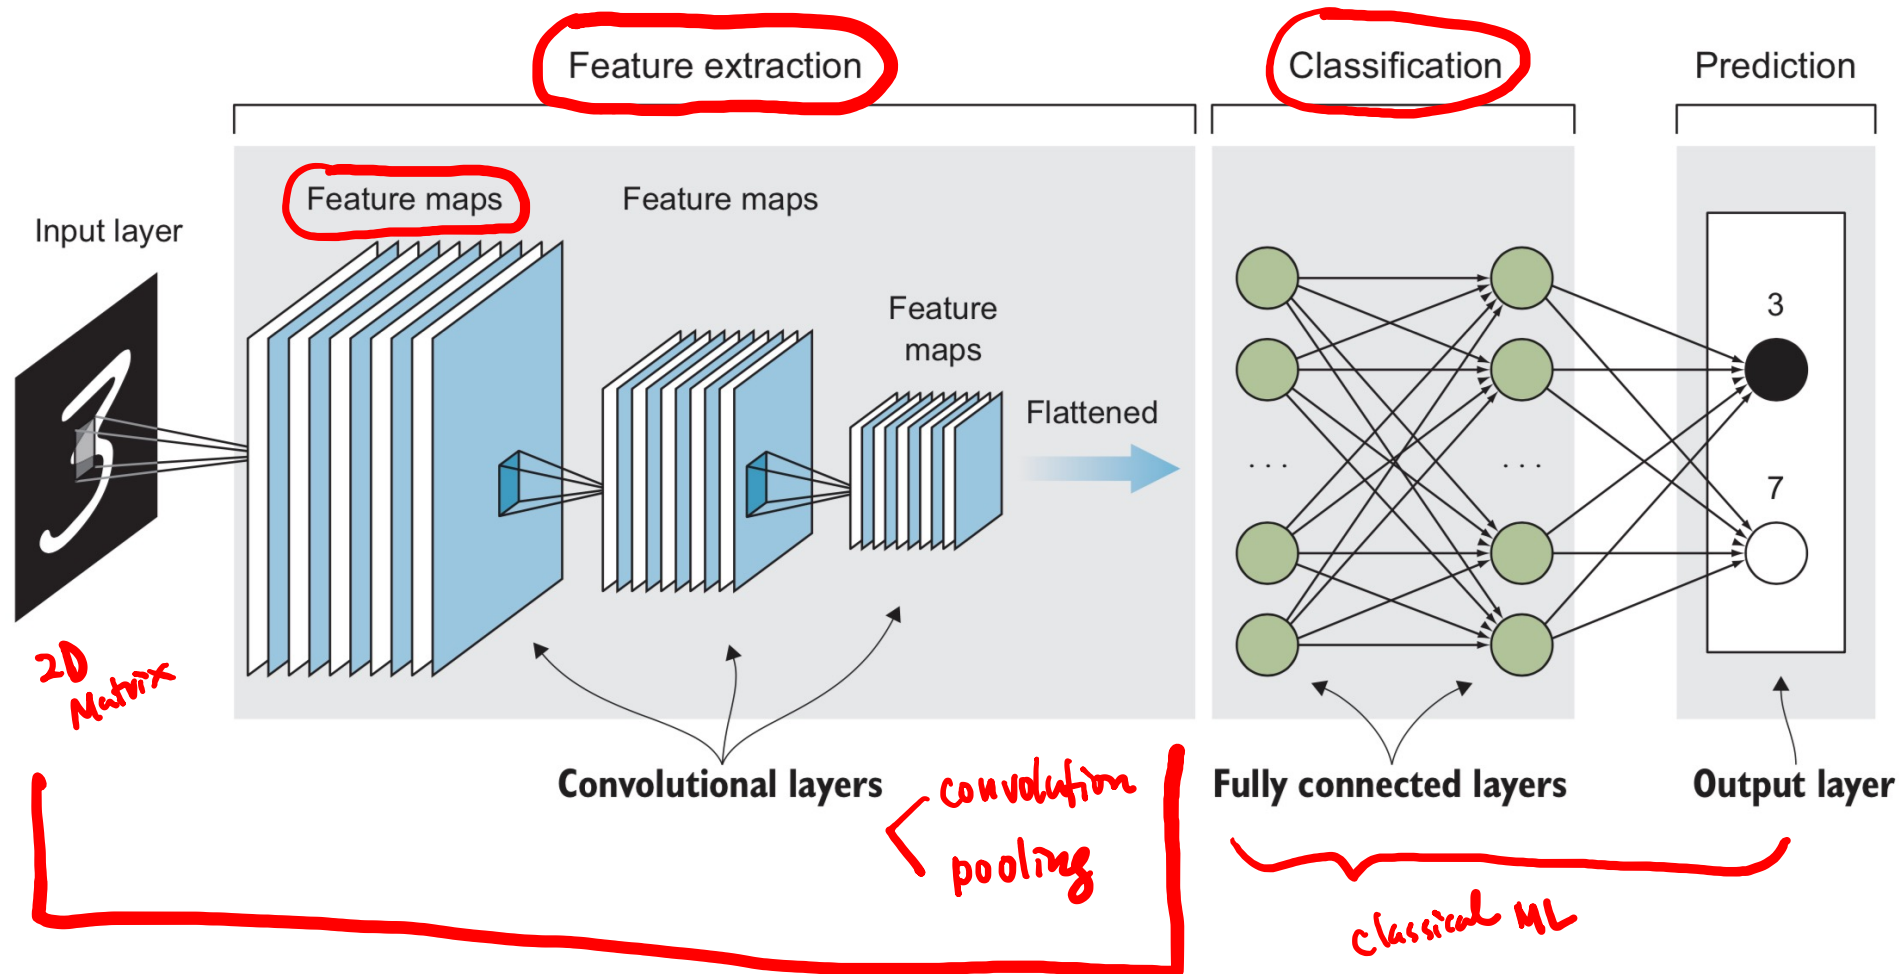 Feature extraction
Classification
Prediction
Feature maps
Feature maps
Input layer
Feature
maps
Flattened
3
7
...
...
2D
Matrix
Convolutional layers
convolution
pooling
Fully connected layers
Output layer
classical ML